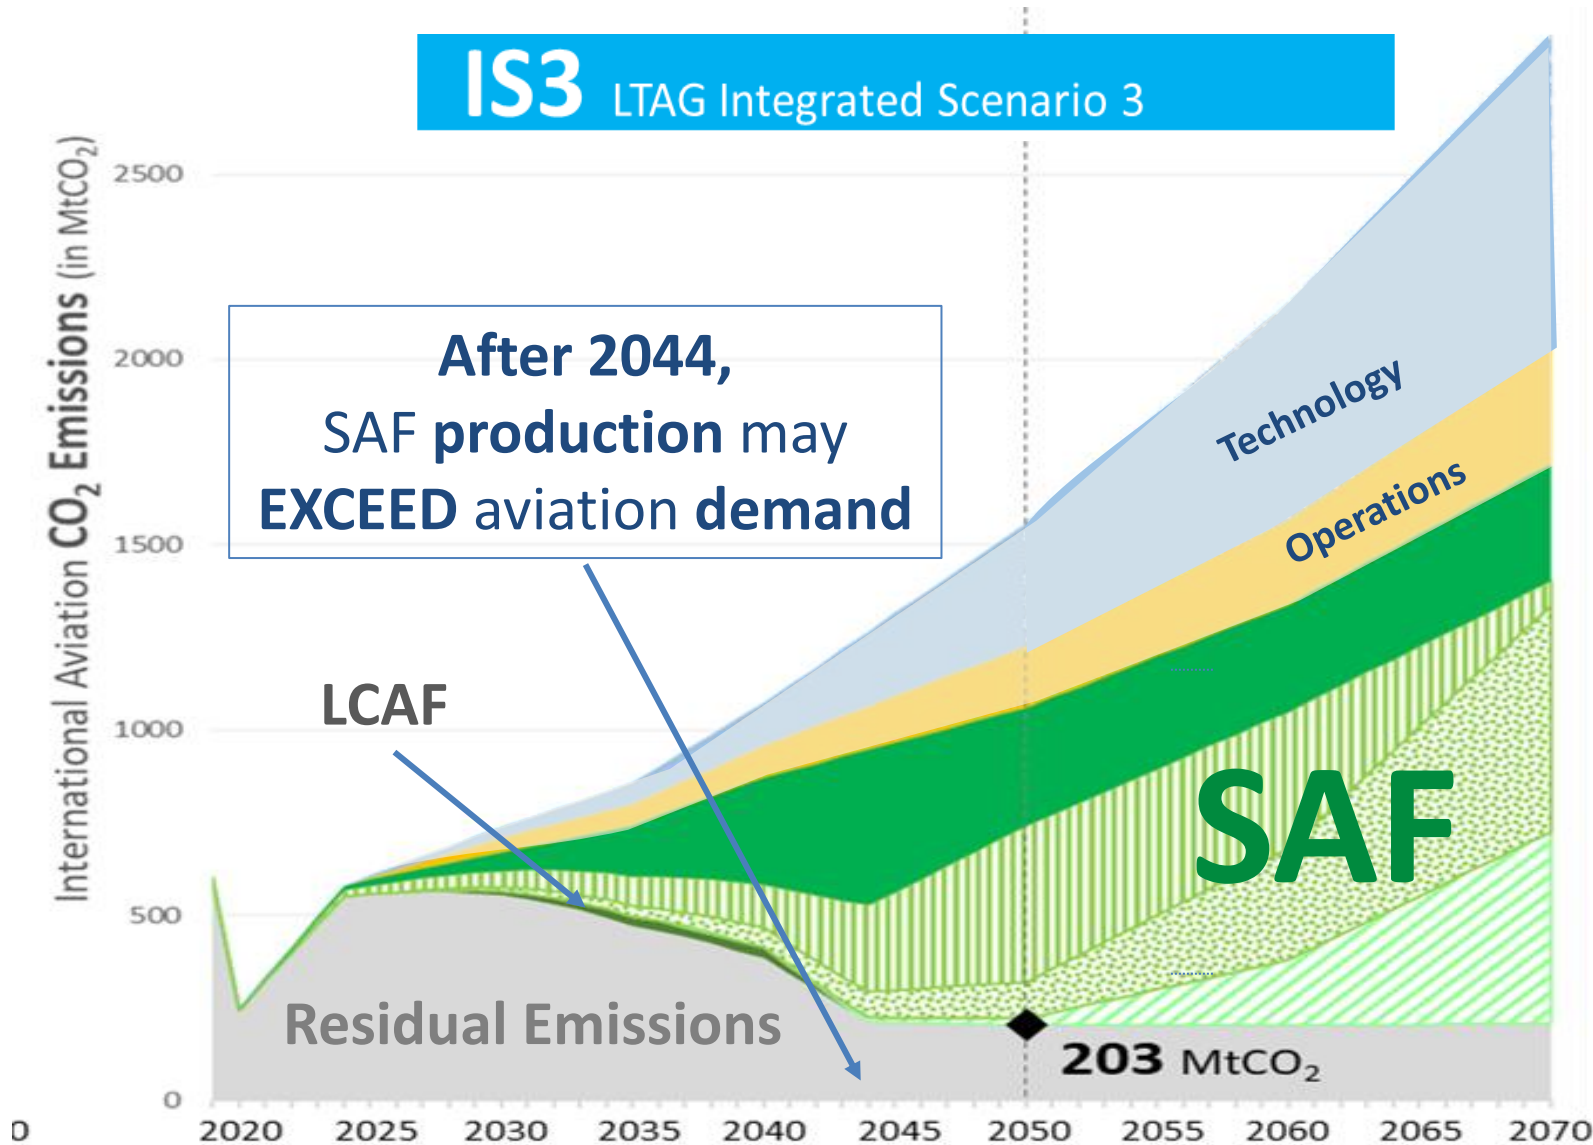 IS3 LTAG Integrated Scenario 3
International Aviation CO₂ Emissions (in MtCO₂)
2500
2000
1500
1000
500
0
After 2044,
SAF production may
EXCEED aviation demand
LCAF
Technology
Operations
SAF
Residual Emissions
203 MtCO₂
0 2020 2025 2030 2035 2040 2045 2050 2055 2060 2065 2070